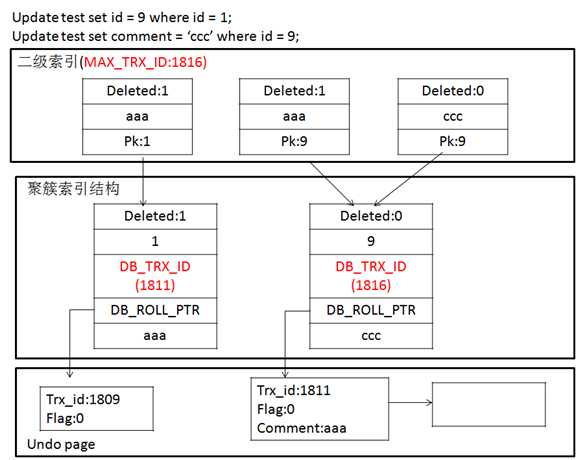 Update test set id = 9 where id = 1;
Update test set comment = ‘ccc’ where id = 9;
二级索引(MAX_TRX_ID:1816)
Deleted:1
aaa
Pk:1
Deleted:1
aaa
Pk:9
Deleted:0
ccc
Pk:9
聚簇索引结构
Deleted:1
1
DB_TRX_ID
(1811)
DB_ROLL_PTR
aaa
Deleted:0
9
DB_TRX_ID
(1816)
DB_ROLL_PTR
ccc
Trx_id:1809
Flag:0
Trx_id:1811
Flag:0
Comment:aaa
Undo page